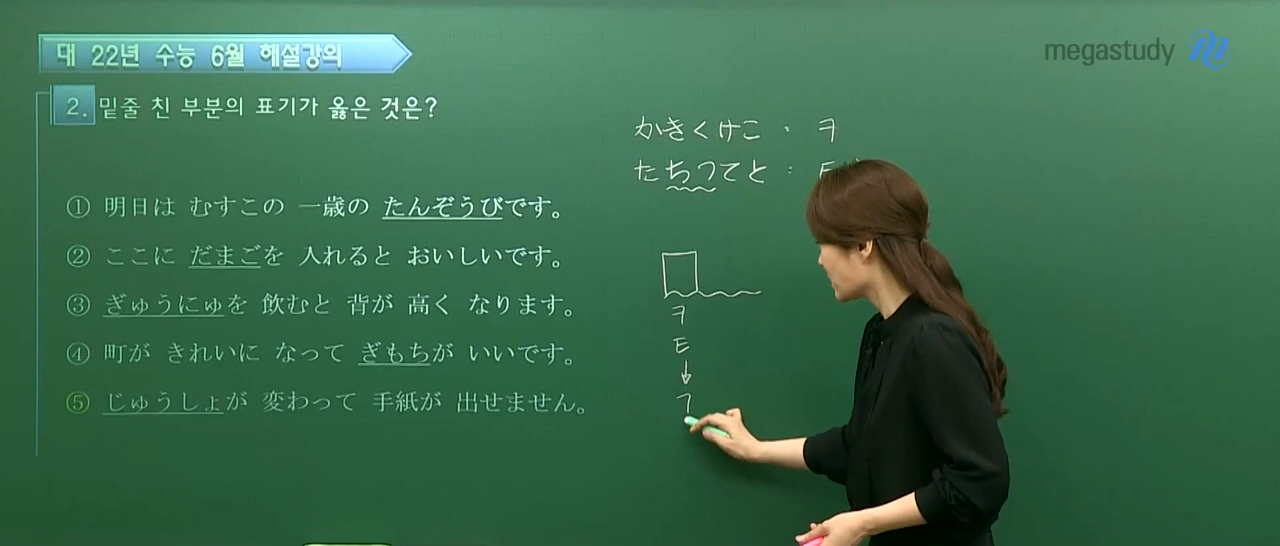 대 22년 수능 6월 해설강의
megastudy
2. 밑줄 친 부분의 표기가 옳은 것은?
① 明日は むすこの 一歳の たんぞうびです。
② ここに だまごを 入れると おいしいです。
③ ぎゅうにゅを 飲むと 背が 高く なります。
④ 町が きれいに なって ぎもちが いいです。
⑤ じゅうしょが 変わって 手紙が 出せません。
かきくけこ : ㅋ
たちつてと : ㅌ
ㅋ
ㅌ
↓
ㄱ